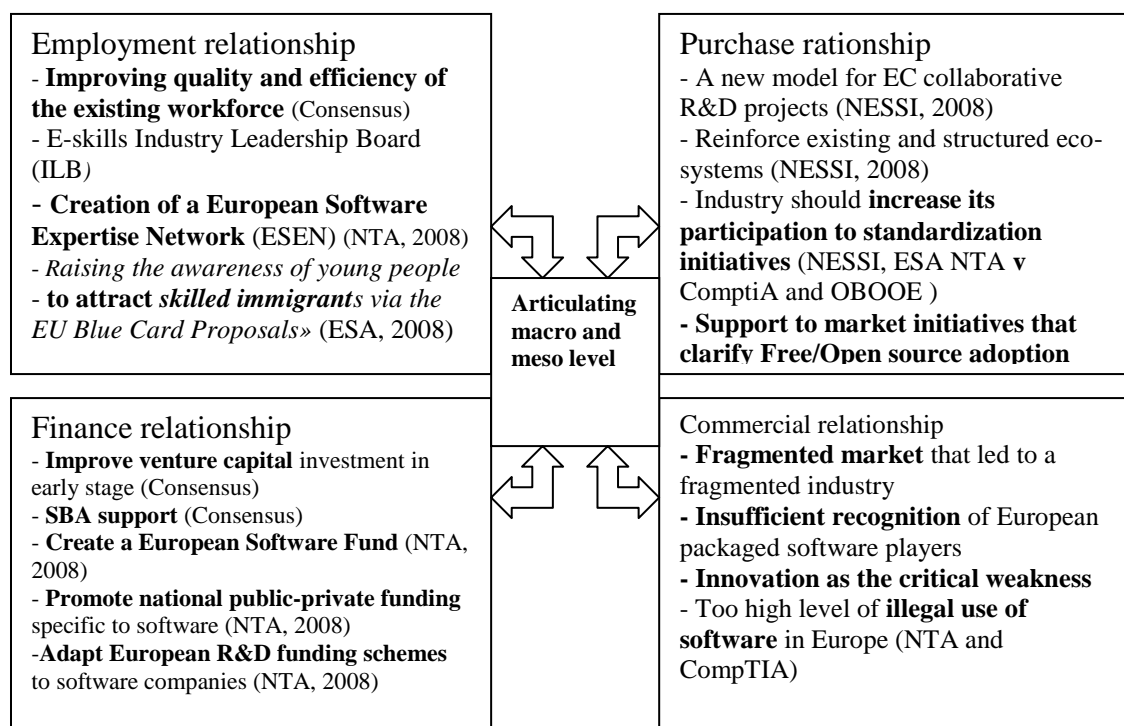 Employment relationship
- Improving quality and efficiency of
the existing workforce (Consensus)
- E-skills Industry Leadership Board
(ILB)
- Creation of a European Software
Expertise Network (ESEN) (NTA, 2008)
- Raising the awareness of young people
- to attract skilled immigrants via the
EU Blue Card Proposals» (ESA, 2008)
Purchase rationship
- A new model for EC collaborative
R&D projects (NESSI, 2008)
- Reinforce existing and structured eco-
systems (NESSI, 2008)
- Industry should increase its
participation to standardization
initiatives (NESSI, ESA NTA v
ComptiA and OBOOE )
- Support to market initiatives that
clarify Free/Open source adoption
Articulating
macro and
meso level
Finance relationship
- Improve venture capital investment in
early stage (Consensus)
- SBA support (Consensus)
- Create a European Software Fund (NTA,
2008)
- Promote national public-private funding
specific to software (NTA, 2008)
-Adapt European R&D funding schemes
to software companies (NTA, 2008)
Commercial relationship
- Fragmented market that led to a
fragmented industry
- Insufficient recognition of European
packaged software players
- Innovation as the critical weakness
- Too high level of illegal use of
software in Europe (NTA and
CompTIA)